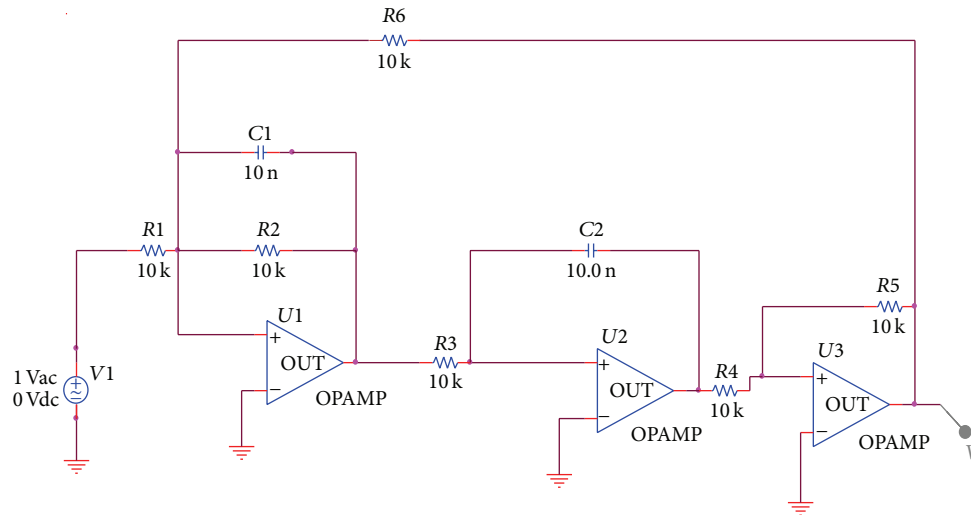 R6
10 k
C1
10 n
R1
10 k
R2
10 k
C2
10.0 n
R5
10 k
U1
+
OUT
−
OPAMP
R3
10 k
U2
+
OUT
−
OPAMP
R4
10 k
U3
+
OUT
−
OPAMP
1 Vac
0 Vdc
+
−
V1